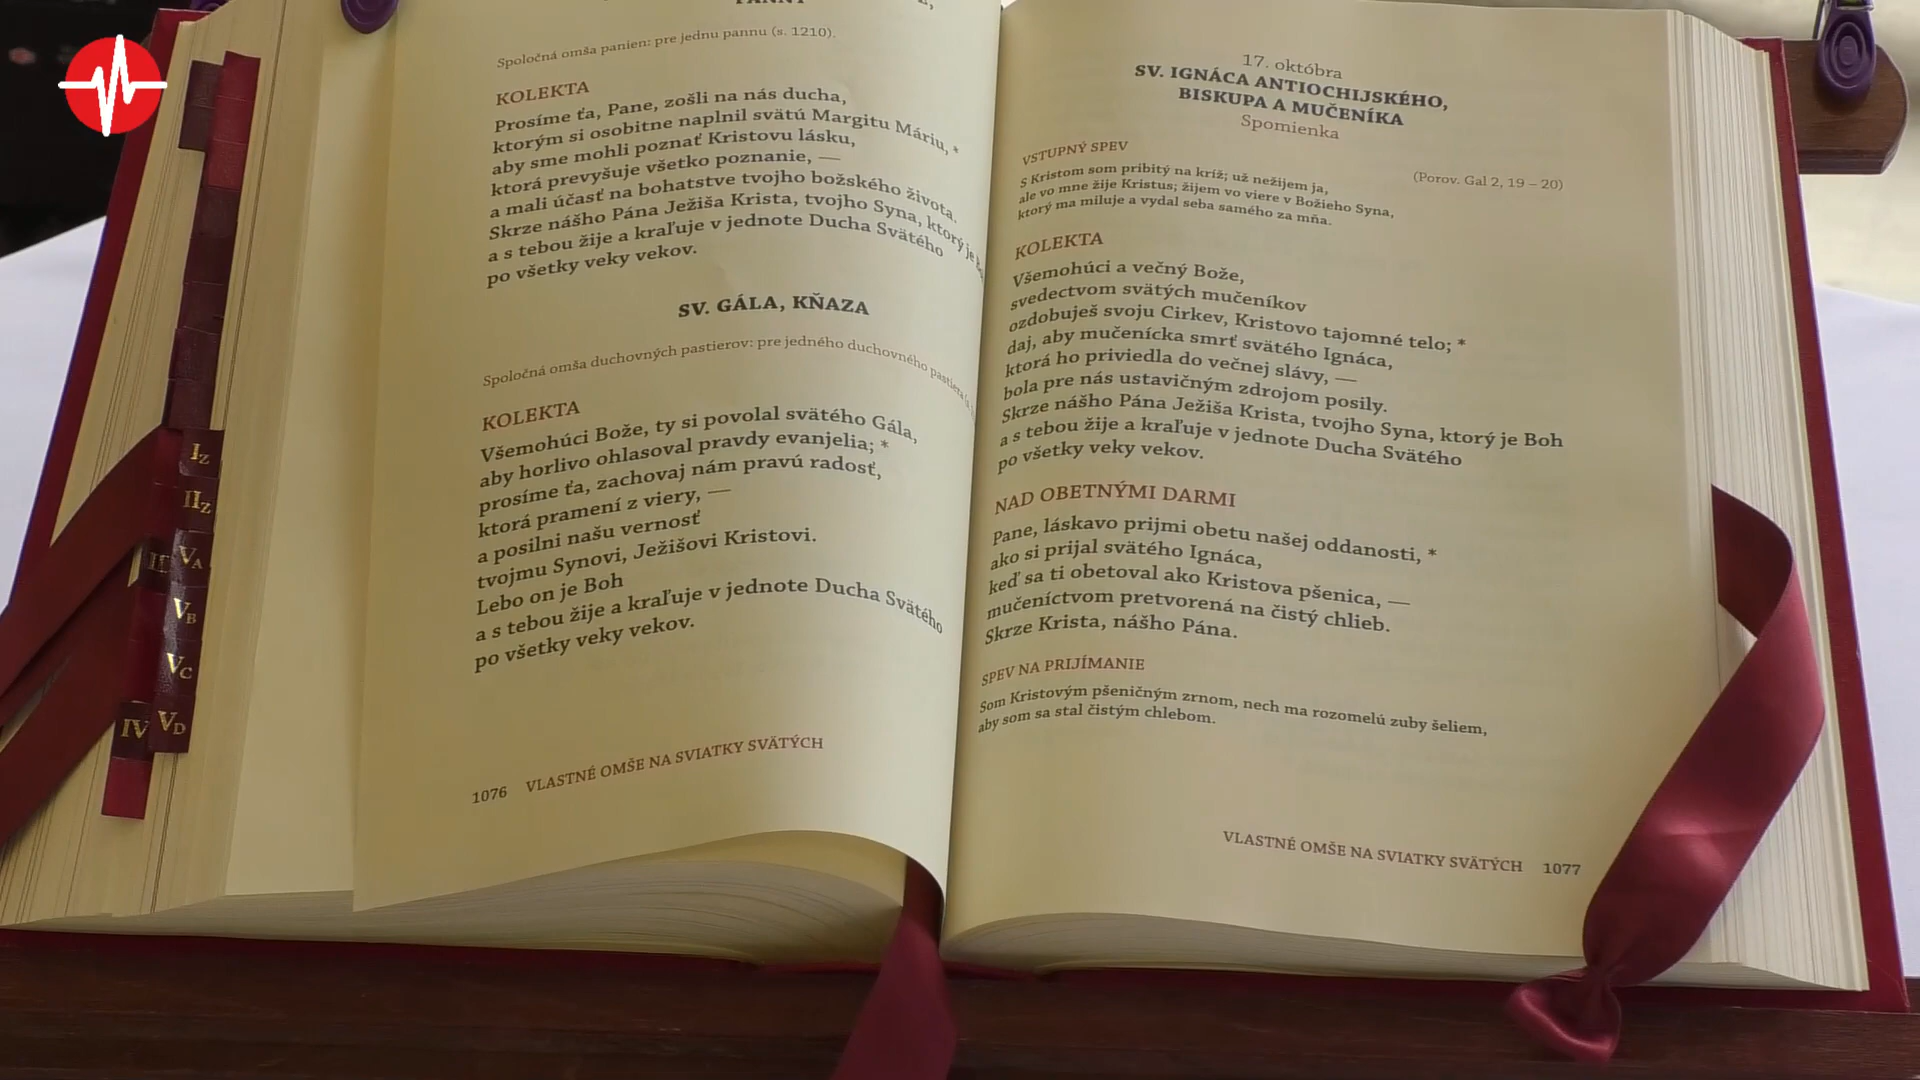 PANNY
Spoločná omša panien: pre jednu pannu (s. 1210).
KOLEKTA
Prosíme ťa, Pane, zošli na nás ducha,
ktorým si osobitne naplnil svätú Margitu Máriu, *
aby sme mohli poznať Kristovu lásku,
ktorá prevyšuje všetko poznanie, —
a mali účasť na bohatstve tvojho božského života.
Skrze nášho Pána Ježiša Krista, tvojho Syna, ktorý je
a s tebou žije a kraľuje v jednote Ducha Svätého
po všetky veky vekov.
SV. GÁLA, KŇAZA
Spoločná omša duchovných pastierov: pre jedného duchovného pastiera
KOLEKTA
Všemohúci Bože, ty si povolal svätého Gála,
aby horlivo ohlasoval pravdy evanjelia; *
prosíme ťa, zachovaj nám pravú radosť,
ktorá pramení z viery, —
a posilni našu vernosť
tvojmu Synovi, Ježišovi Kristovi.
Lebo on je Boh
a s tebou žije a kraľuje v jednote Ducha Svätého
po všetky veky vekov.
1076 VLASTNÉ OMŠE NA SVIATKY SVÄTÝCH
17. októbra
SV. IGNÁCA ANTIOCHIJSKÉHO,
BISKUPA A MUČENÍKA
Spomienka
VSTUPNÝ SPEV
(Porov. Gal 2, 19 – 20)
S Kristom som pribitý na kríž; už nežijem ja,
ale vo mne žije Kristus; žijem vo viere v Božieho Syna,
ktorý ma miluje a vydal seba samého za mňa.
KOLEKTA
Všemohúci a večný Bože,
svedectvom svätých mučeníkov
ozdobuješ svoju Cirkev, Kristovo tajomné telo; *
daj, aby mučenícka smrť svätého Ignáca,
ktorá ho priviedla do večnej slávy, —
bola pre nás ustavičným zdrojom posily.
Skrze nášho Pána Ježiša Krista, tvojho Syna, ktorý je Boh
a s tebou žije a kraľuje v jednote Ducha Svätého
po všetky veky vekov.
NAD OBETNÝMI DARMI
Pane, láskavo prijmi obetu našej oddanosti, *
ako si prijal svätého Ignáca,
keď sa ti obetoval ako Kristova pšenica, —
mučeníctvom pretvorená na čistý chlieb.
Skrze Krista, nášho Pána.
SPEV NA PRIJÍMANIE
Som Kristovým pšeničným zrnom, nech ma rozomelú zuby šeliem,
aby som sa stal čistým chlebom.
VLASTNÉ OMŠE NA SVIATKY SVÄTÝCH 1077
IZ
IIZ
VA
VB
VC
IV VD